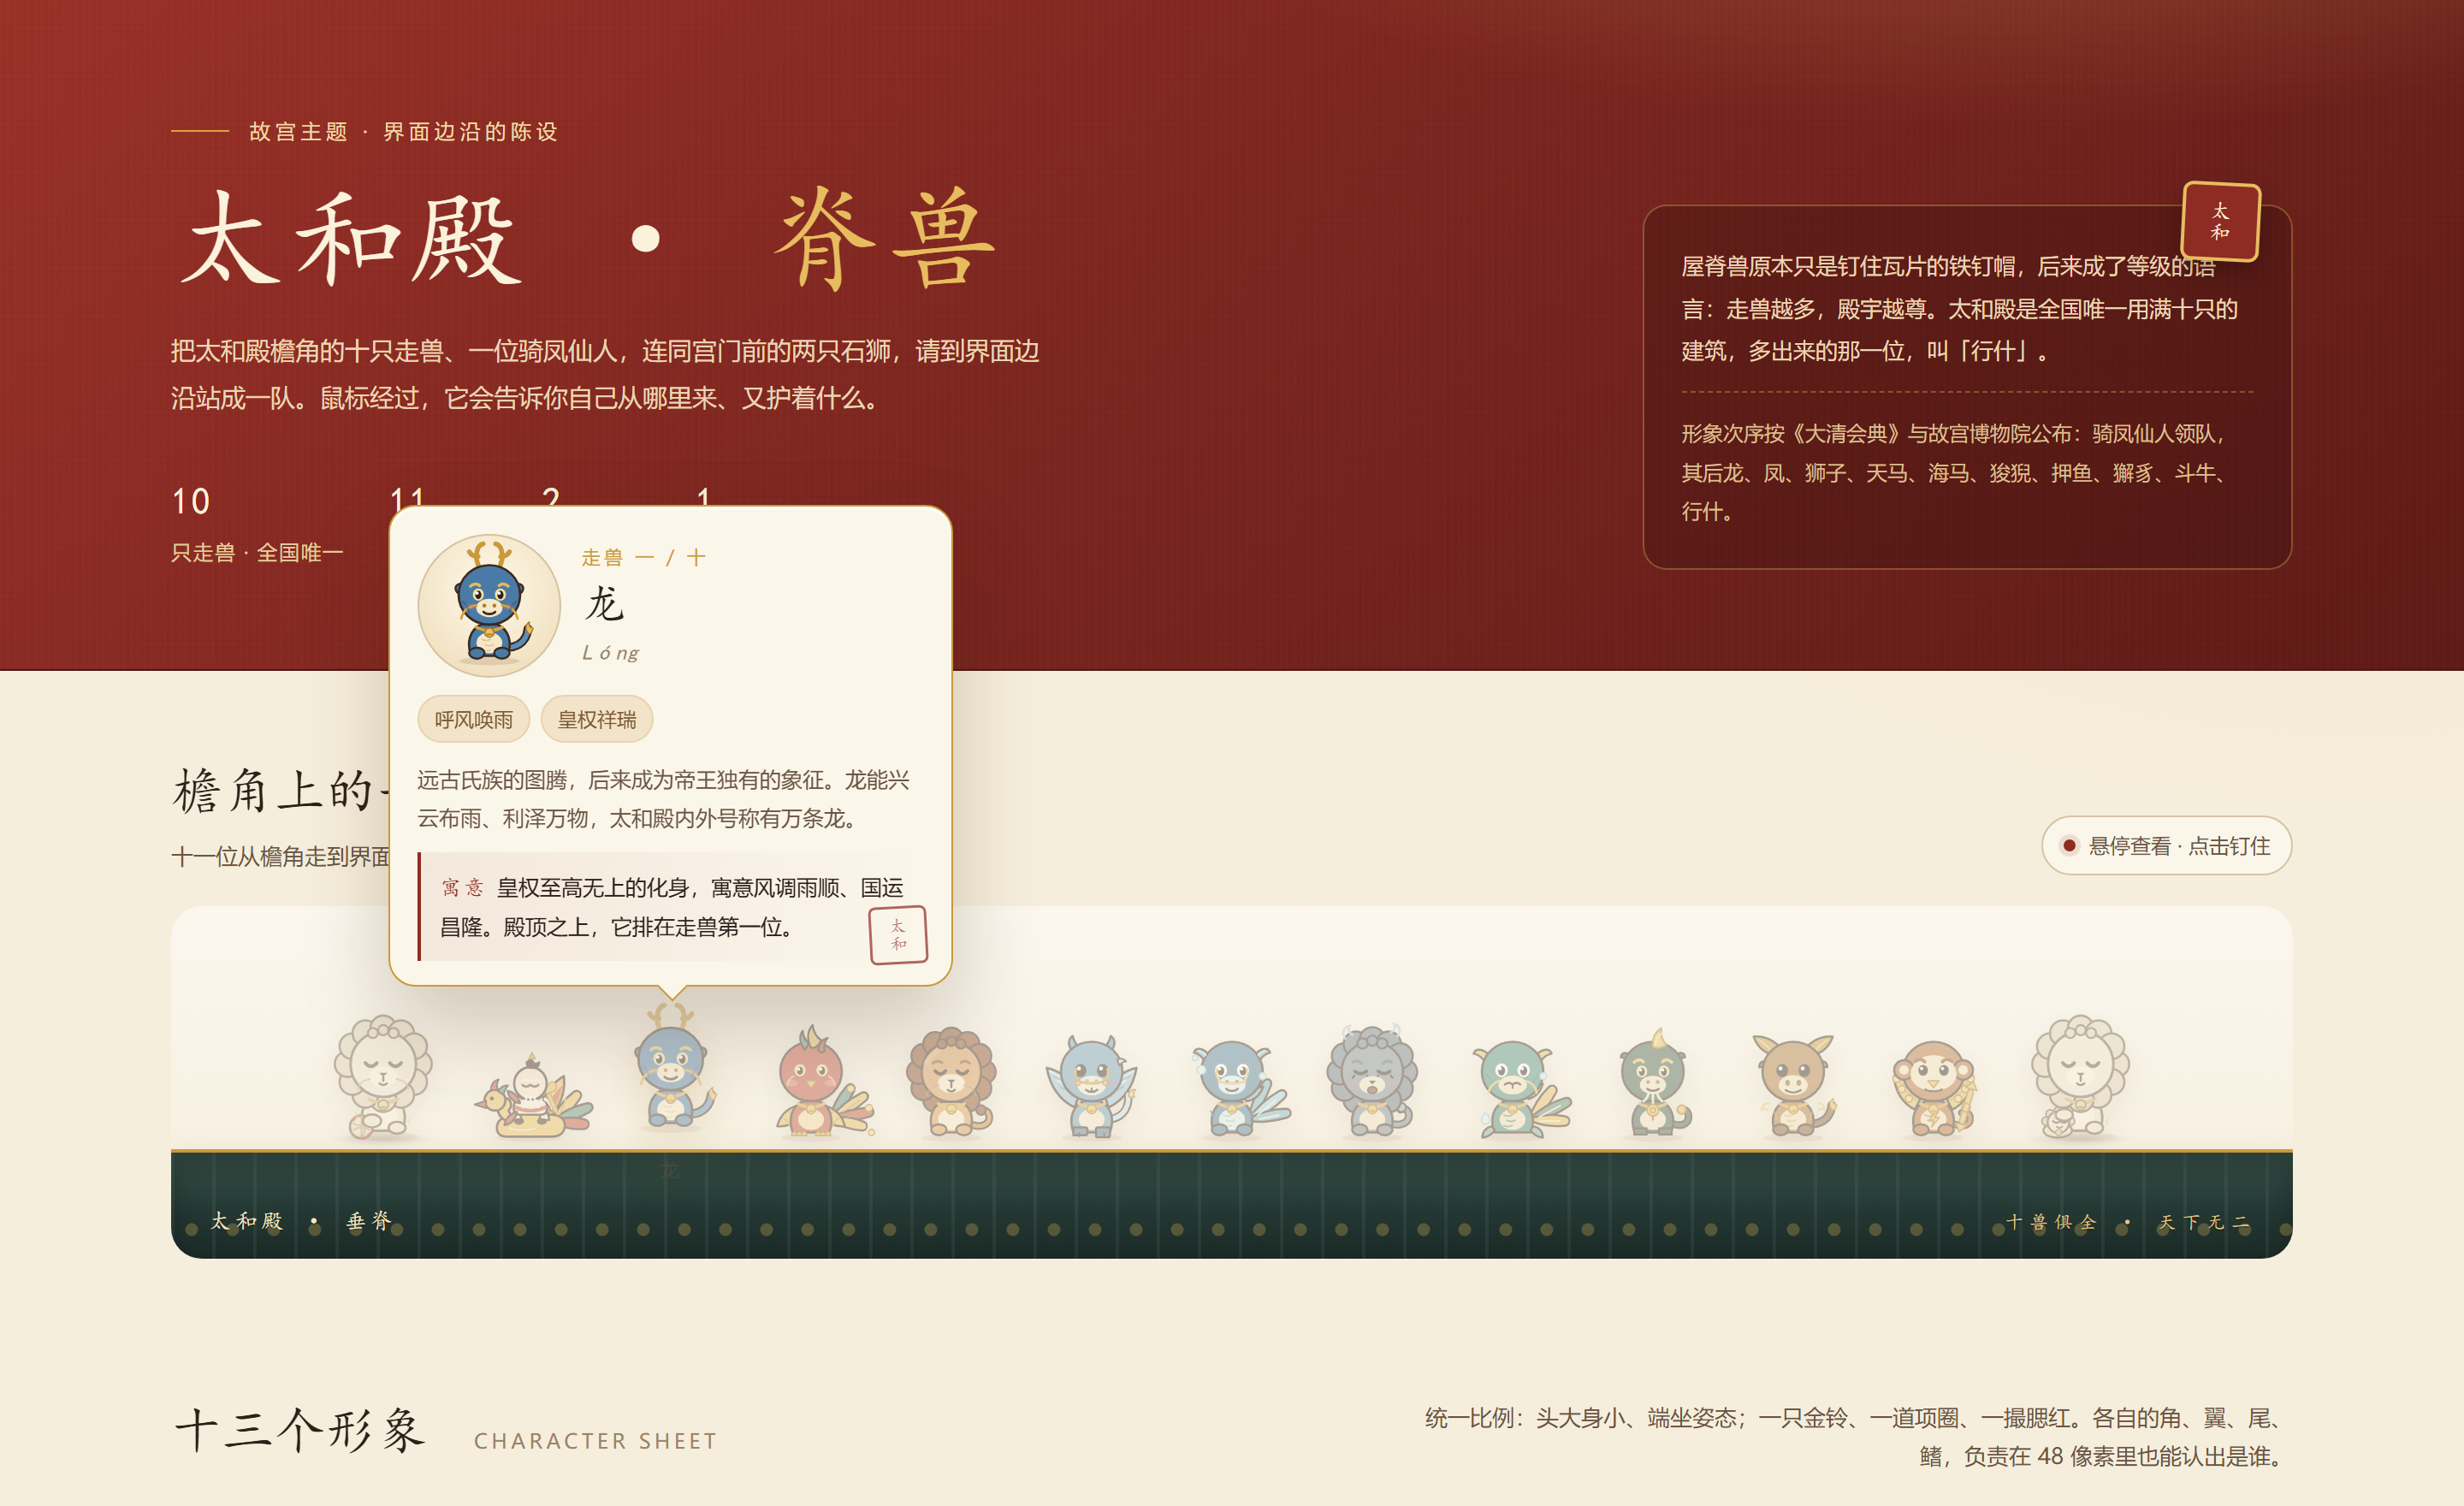 故宫主题 · 界面边沿的陈设
太和殿 · 脊兽
把太和殿檐角的十只走兽、一位骑凤仙人，连同宫门前的两只石狮，请到界面边
沿站成一队。鼠标经过，它会告诉你自己从哪里来、又护着什么。
10
只走兽 · 全国唯一
11
2
1
太
和
屋脊兽原本只是钉住瓦片的铁钉帽，后来成了等级的语
言：走兽越多，殿宇越尊。太和殿是全国唯一用满十只的
建筑，多出来的那一位，叫「行什」。
形象次序按《大清会典》与故宫博物院公布：骑凤仙人领队，
其后龙、凤、狮子、天马、海马、狻猊、押鱼、獬豸、斗牛、
行什。
走兽 一 / 十
龙
Lóng
呼风唤雨
皇权祥瑞
远古氏族的图腾，后来成为帝王独有的象征。龙能兴
云布雨、利泽万物，太和殿内外号称有万条龙。
寓意 皇权至高无上的化身，寓意风调雨顺、国运
昌隆。殿顶之上，它排在走兽第一位。
太
和
檐角上的
十一位从檐角走到界面
悬停查看 · 点击钉住
龙
太和殿 · 垂脊
十兽俱全 · 天下无二
十三个形象 CHARACTER SHEET
统一比例：头大身小、端坐姿态；一只金铃、一道项圈、一撮腮红。各自的角、翼、尾、
鳍，负责在 48 像素里也能认出是谁。